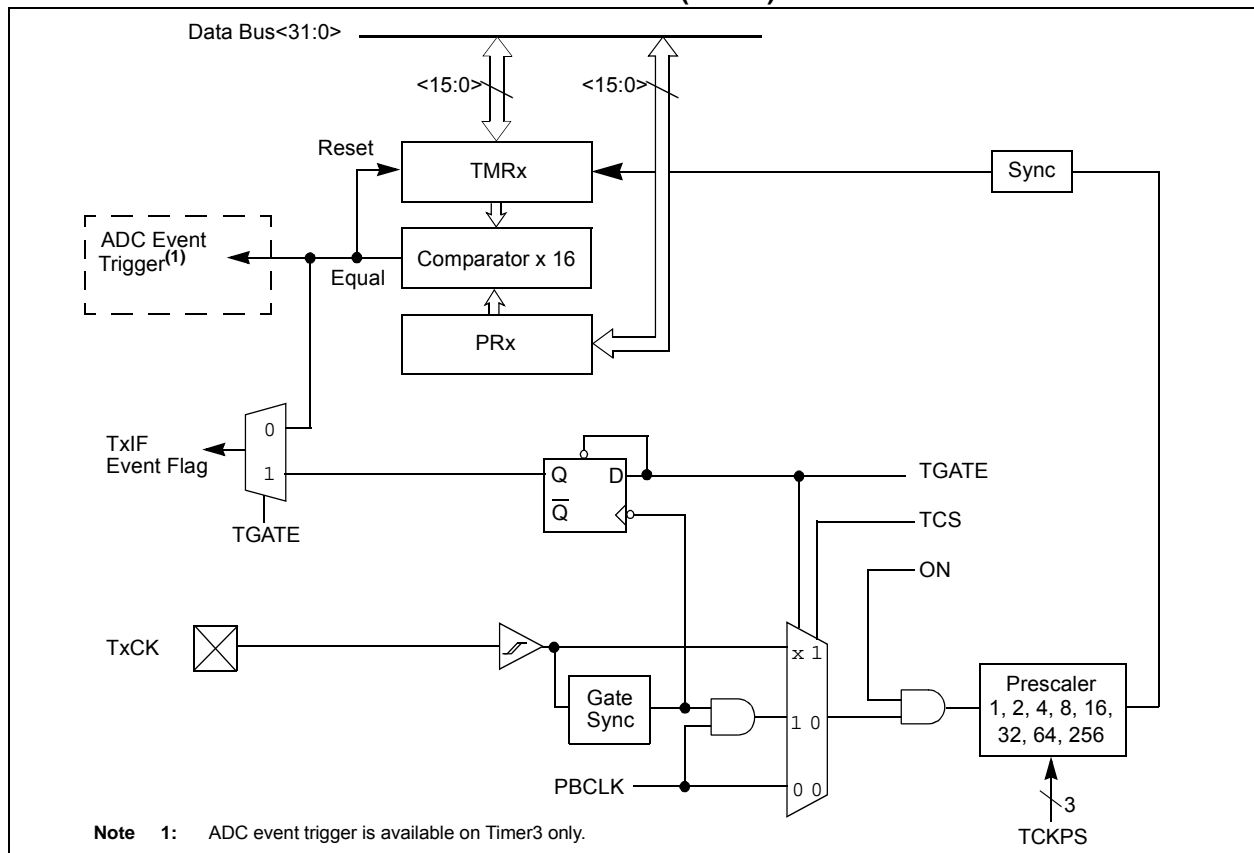 Data Bus<31:0>
<15:0>
<15:0>
Reset
TMRx
Sync
ADC Event
Trigger(1)
Equal
Comparator x 16
PRx
0
1
TxIF
Event Flag
TGATE
Q
D
Q
TGATE
TCS
ON
TxCK
x 1
Gate
Sync
1 0
PBCLK
0 0
Prescaler
1, 2, 4, 8, 16,
32, 64, 256
3
TCKPS
Note 1: ADC event trigger is available on Timer3 only.